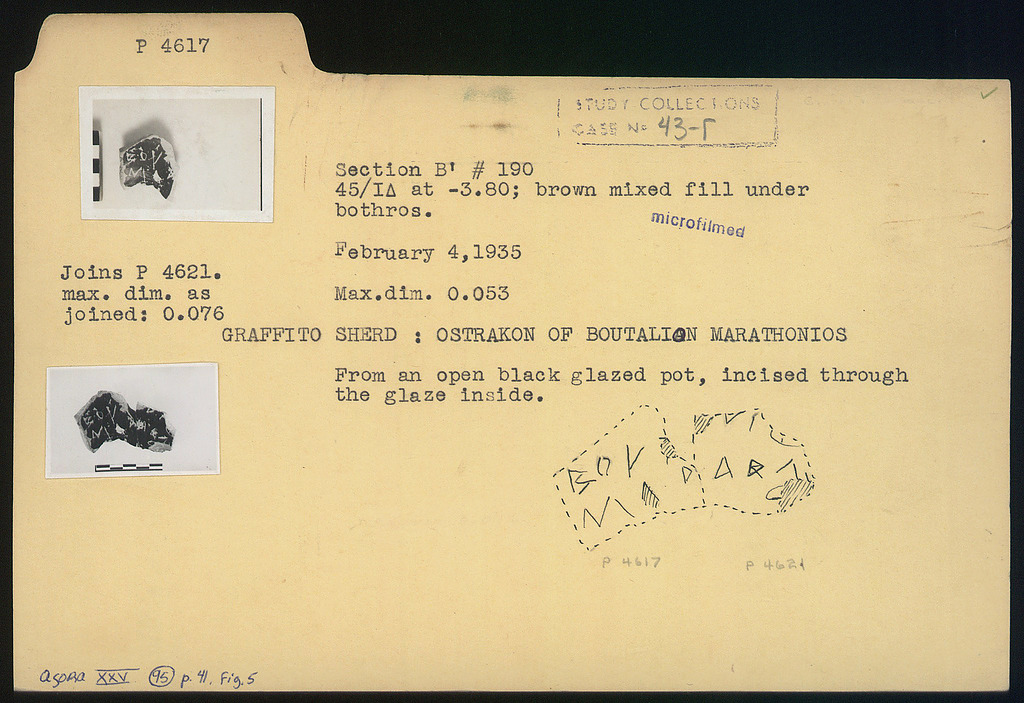 P 4617
STUDY COLLECTIONS
CASE No 43-Γ
Section B' # 190
45/IΔ at -3.80; brown mixed fill under
bothros.
microfilmed
February 4,1935
Joins P 4621.
max. dim. as
joined: 0.076
Max.dim. 0.053
GRAFFITO SHERD : OSTRAKON OF BOUTALION MARATHONIOS
From an open black glazed pot, incised through
the glaze inside.
P 4617
P 4621
Agora XXV 95 p. 41, Fig. 5